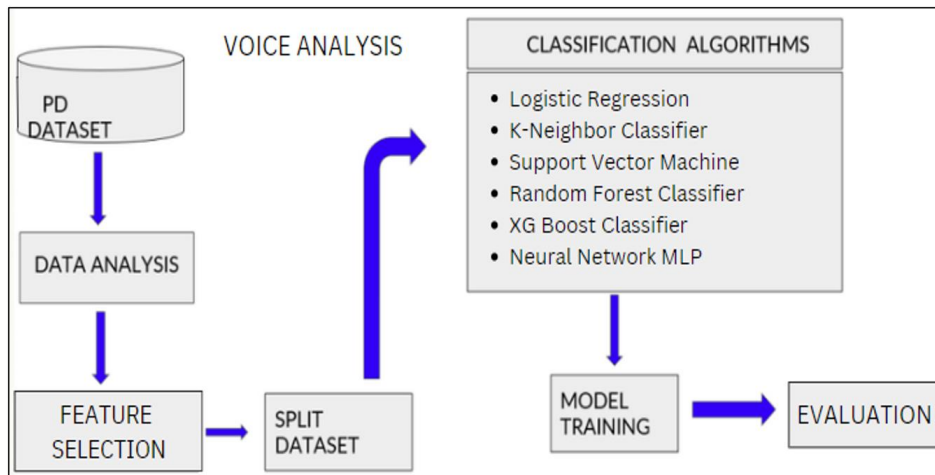 VOICE ANALYSIS
PD
DATASET
DATA ANALYSIS
FEATURE
SELECTION
SPLIT
DATASET
CLASSIFICATION ALGORITHMS
• Logistic Regression
• K-Neighbor Classifier
• Support Vector Machine
• Random Forest Classifier
• XG Boost Classifier
• Neural Network MLP
MODEL
TRAINING
EVALUATION